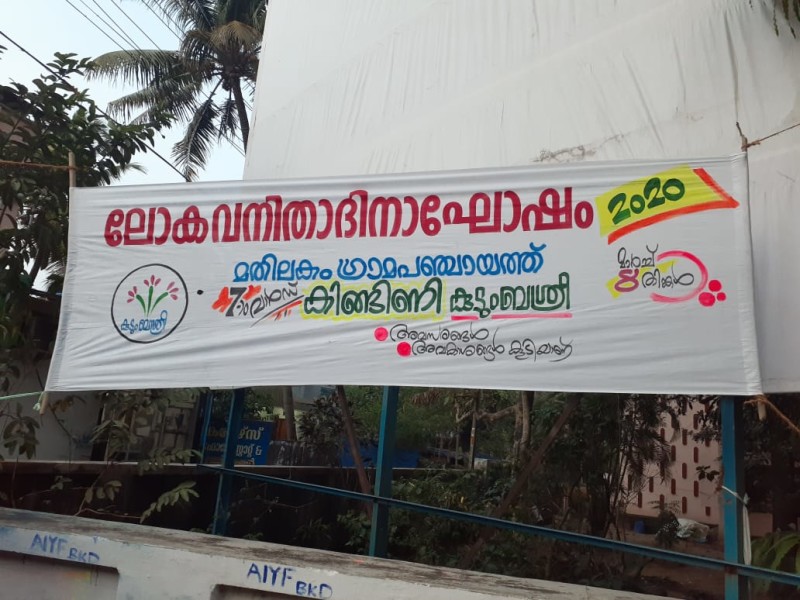 ലോകവനിതാദിനാഘോഷം 2020
മതിലകം ഗ്രാമപഞ്ചായത്ത്
7-ാം വാർഡ് കിങ്ങിണി കുടുംബശ്രീ
മാർച്ച്
8 തിങ്കൾ
കുടുംബശ്രീ
അവസരങ്ങൾ
അവകാശങ്ങൾ കൂടിയാണ്
AIYF BKD
AIYF BKD